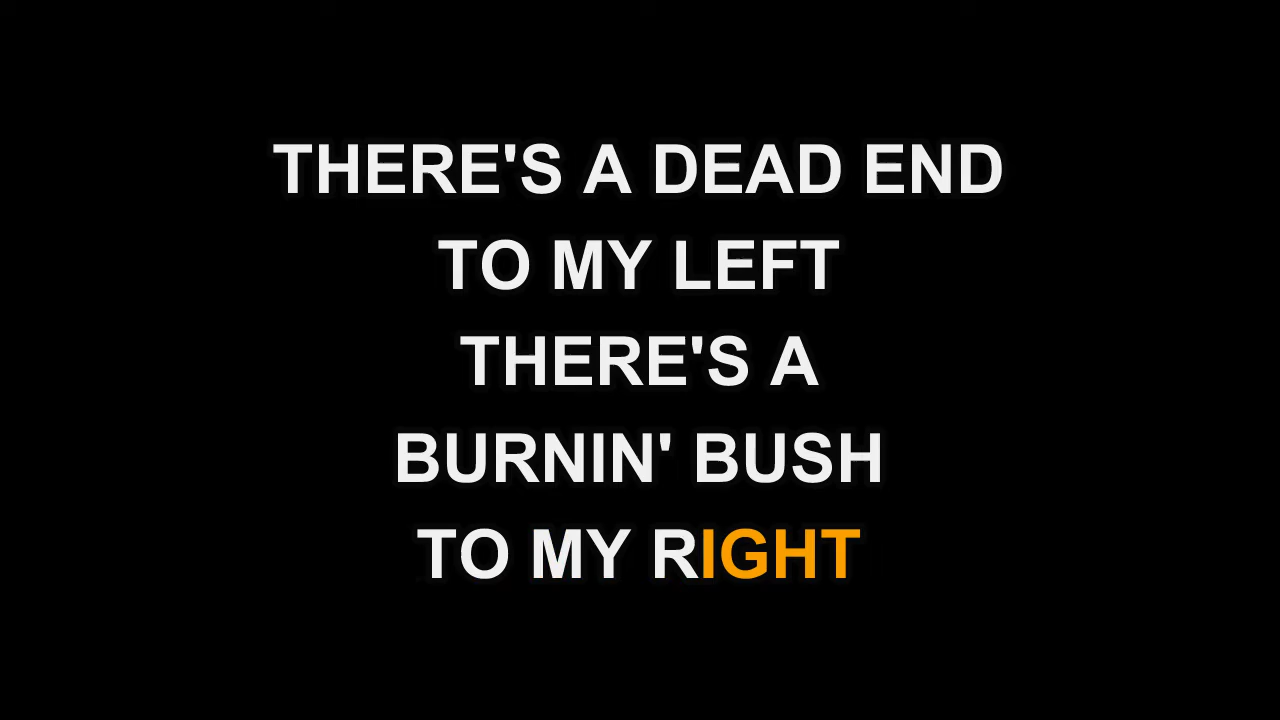 THERE'S A DEAD END
TO MY LEFT
THERE'S A
BURNIN' BUSH
TO MY RIGHT